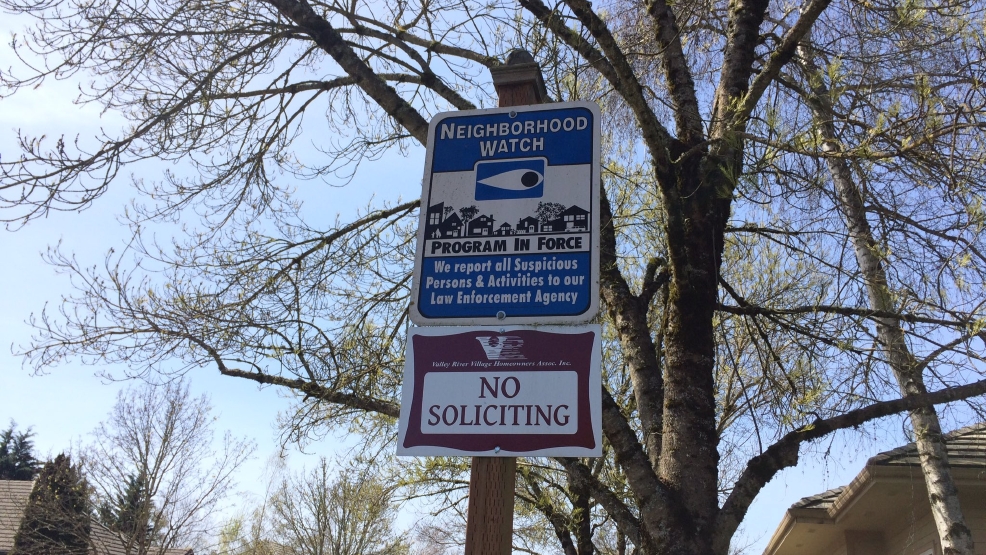 NEIGHBORHOOD
WATCH
PROGRAM IN FORCE
We report all Suspicious
Persons & Activities to our
Law Enforcement Agency
Valley River Village Homeowners Assoc. Inc.
NO
SOLICITING